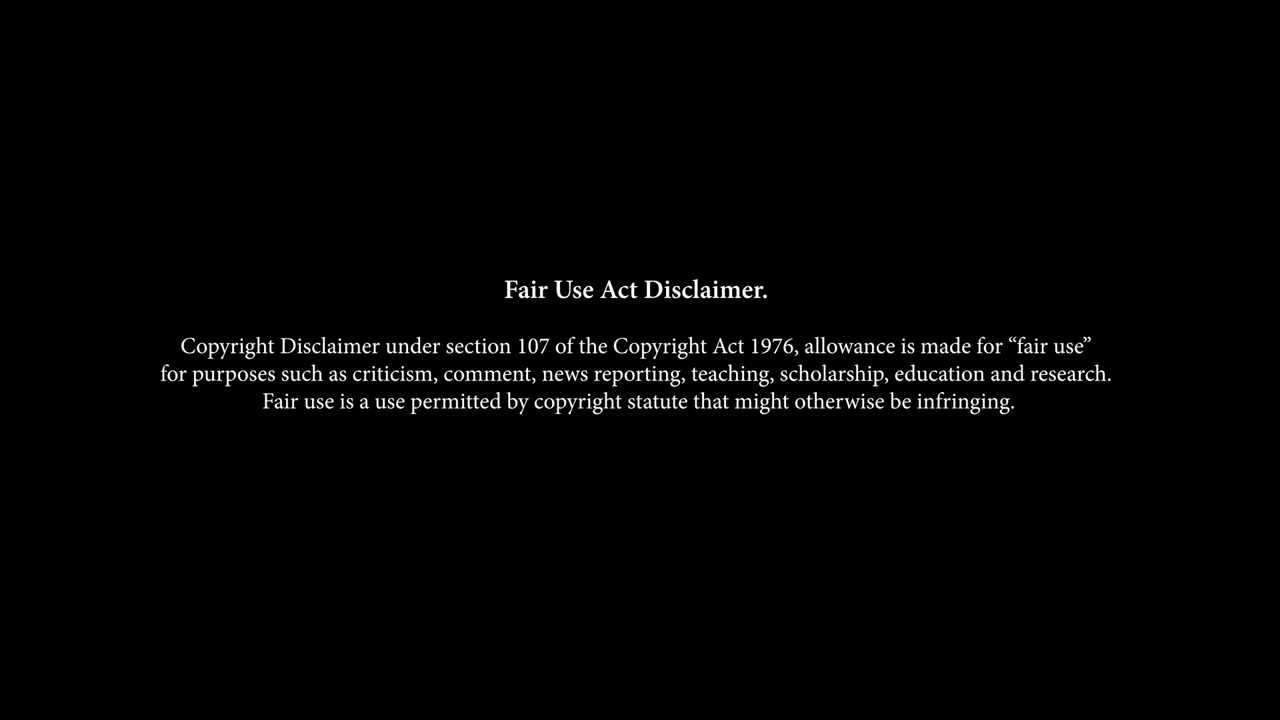 Fair Use Act Disclaimer.
Copyright Disclaimer under section 107 of the Copyright Act 1976, allowance is made for “fair use”
for purposes such as criticism, comment, news reporting, teaching, scholarship, education and research.
Fair use is a use permitted by copyright statute that might otherwise be infringing.